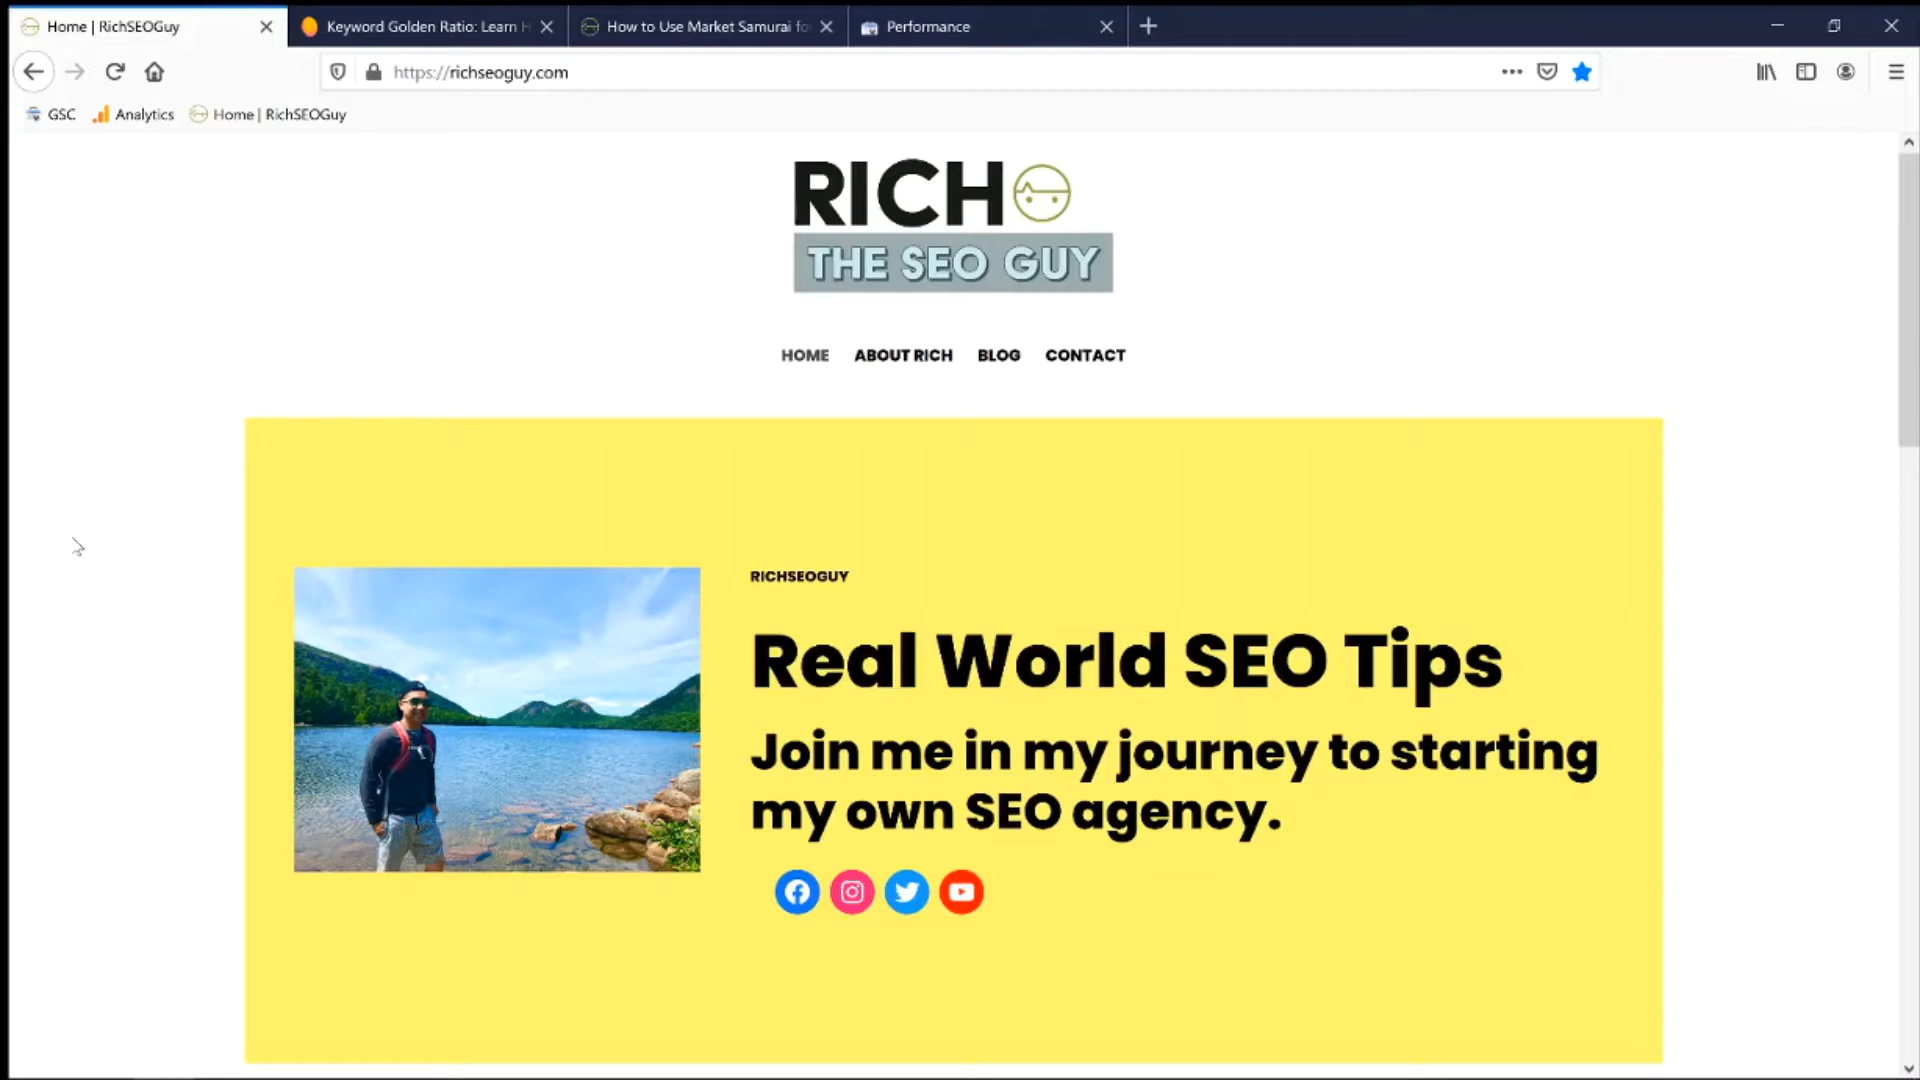 Home | RichSEOGuy
Keyword Golden Ratio: Learn H
How to Use Market Samurai fo
Performance
https://richseoguy.com
GSC
Analytics
Home | RichSEOGuy
RICH
THE SEO GUY
HOME ABOUT RICH BLOG CONTACT
RICHSEOGUY
Real World SEO Tips
Join me in my journey to starting
my own SEO agency.